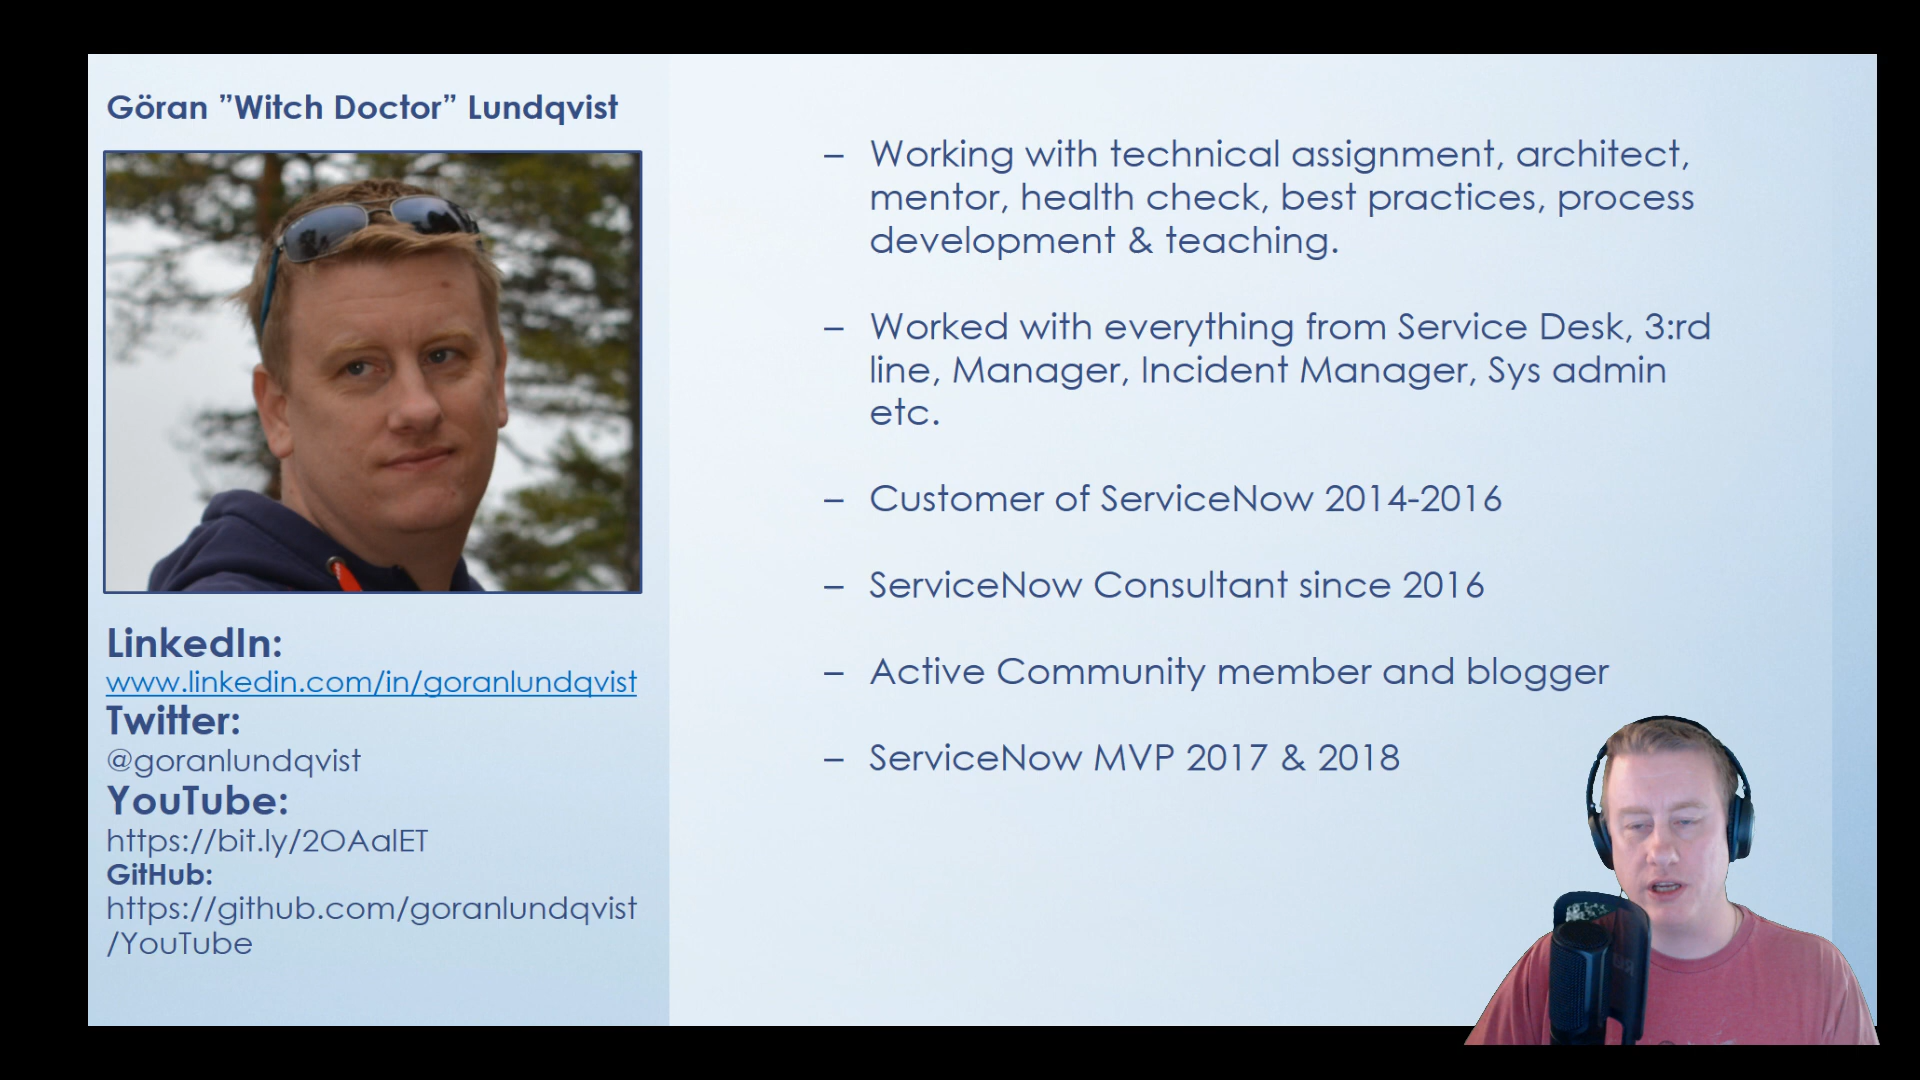 Göran ”Witch Doctor” Lundqvist
LinkedIn:
www.linkedin.com/in/goranlundqvist
Twitter:
@goranlundqvist
YouTube:
https://bit.ly/2OAalET
GitHub:
https://github.com/goranlundqvist
/YouTube
– Working with technical assignment, architect,
mentor, health check, best practices, process
development & teaching.
– Worked with everything from Service Desk, 3:rd
line, Manager, Incident Manager, Sys admin
etc.
– Customer of ServiceNow 2014-2016
– ServiceNow Consultant since 2016
– Active Community member and blogger
– ServiceNow MVP 2017 & 2018